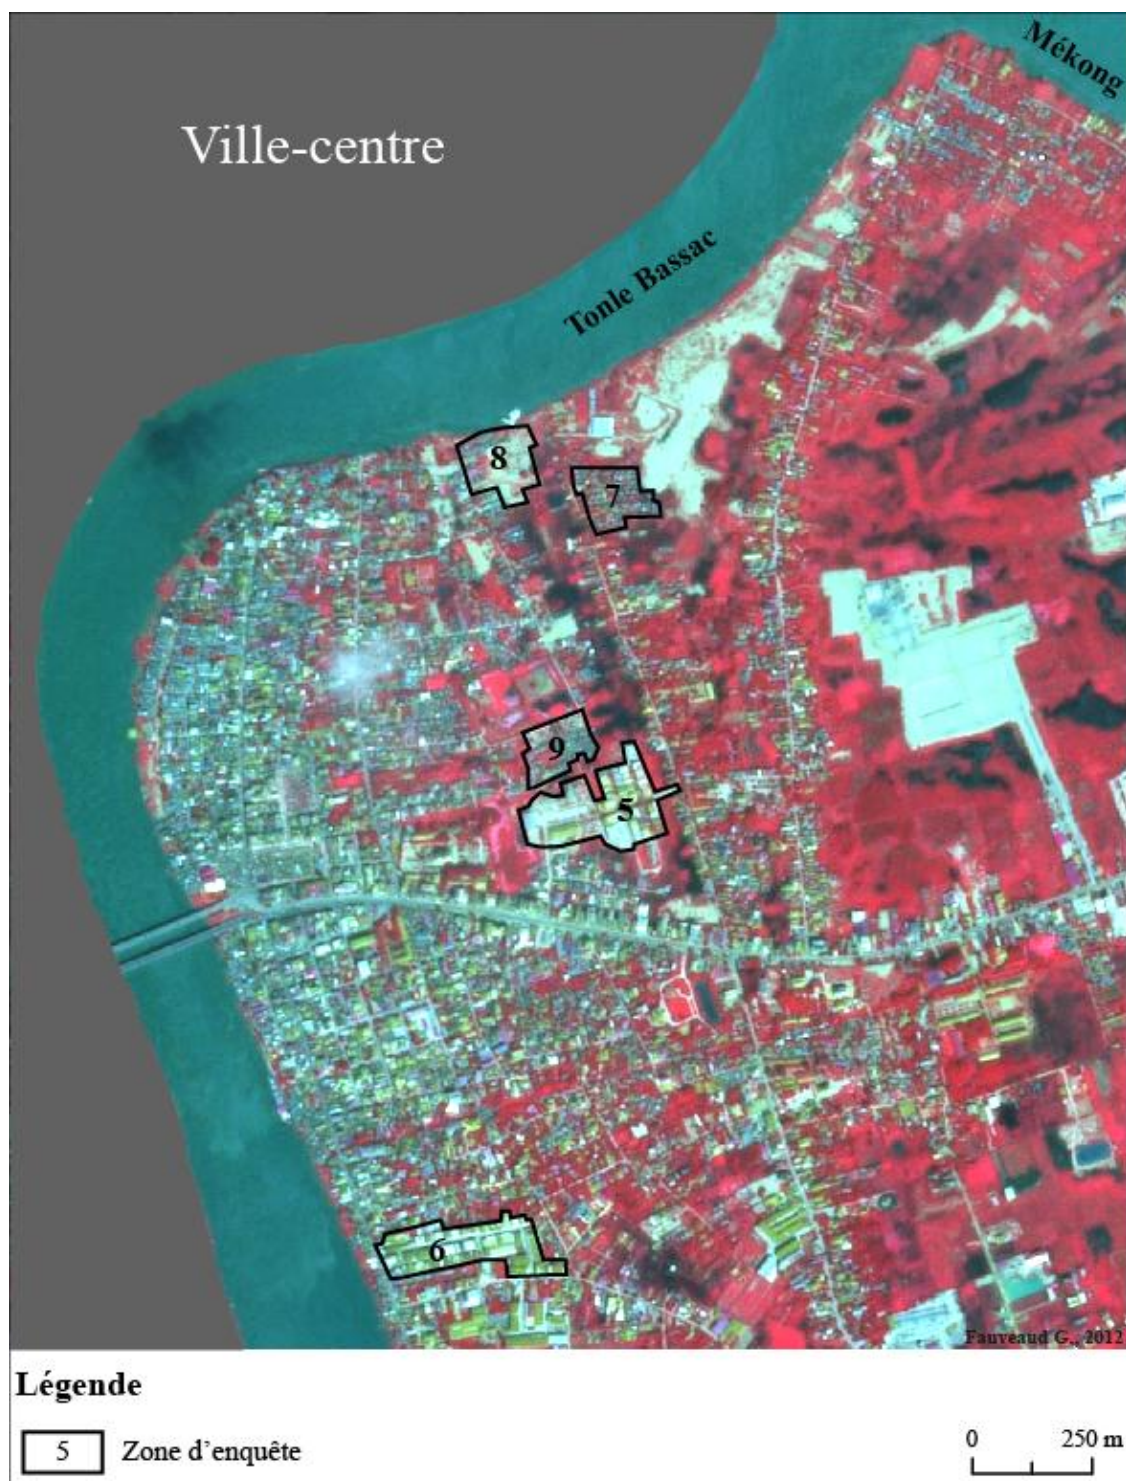 Mékong
Ville-centre
Tonle Bassac
8
7
9
5
6
Fauveaud G., 2012
Légende
5 Zone d'enquête
0 250 m